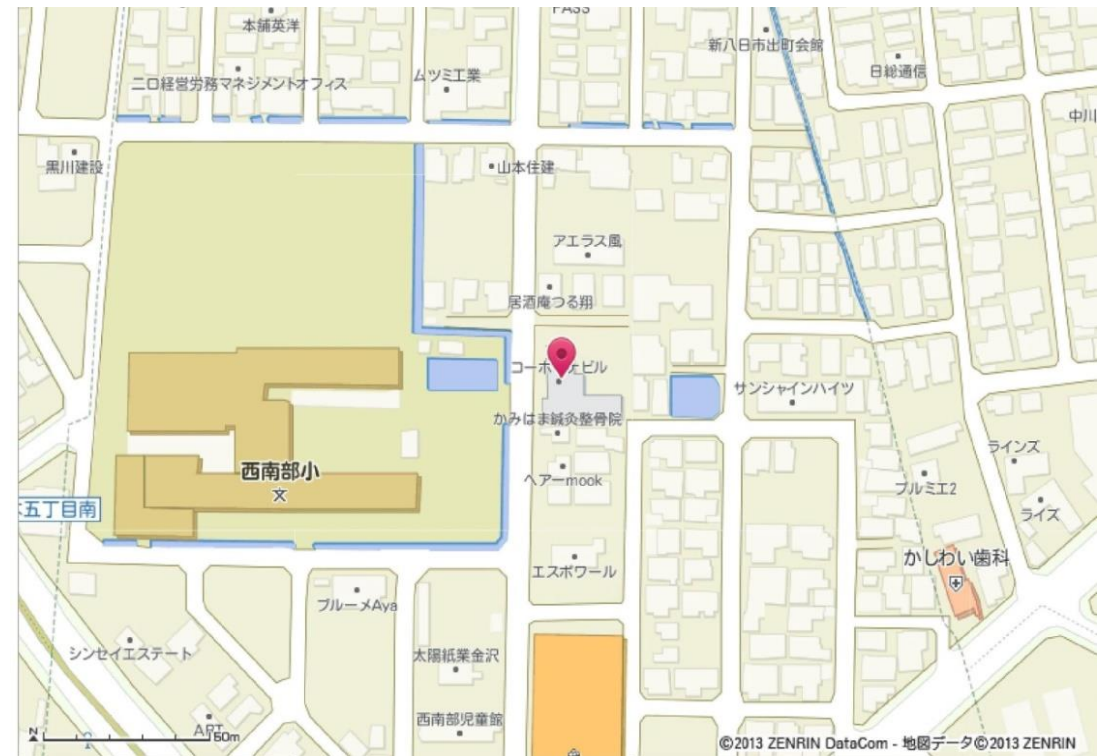 PASS
本舗英洋
新八日市出町会館
ムツミ工業
日総通信
二口経営労務マネジメントオフィス
中川
黒川建設
山本住建
アエラス風
居酒庵つる翔
コーポ
ビル
サンシャインハイツ
かみはま鍼灸整骨院
ラインズ
西南部小
文
ヘアーmook
プルミエ2
五丁目南
ライズ
かしわい歯科
エスポワール
ブルーメAya
シンセイエステート
太陽紙業金沢
西南部児童館
APT
N
50m
©2013 ZENRIN DataCom - 地図データ©2013 ZENRIN